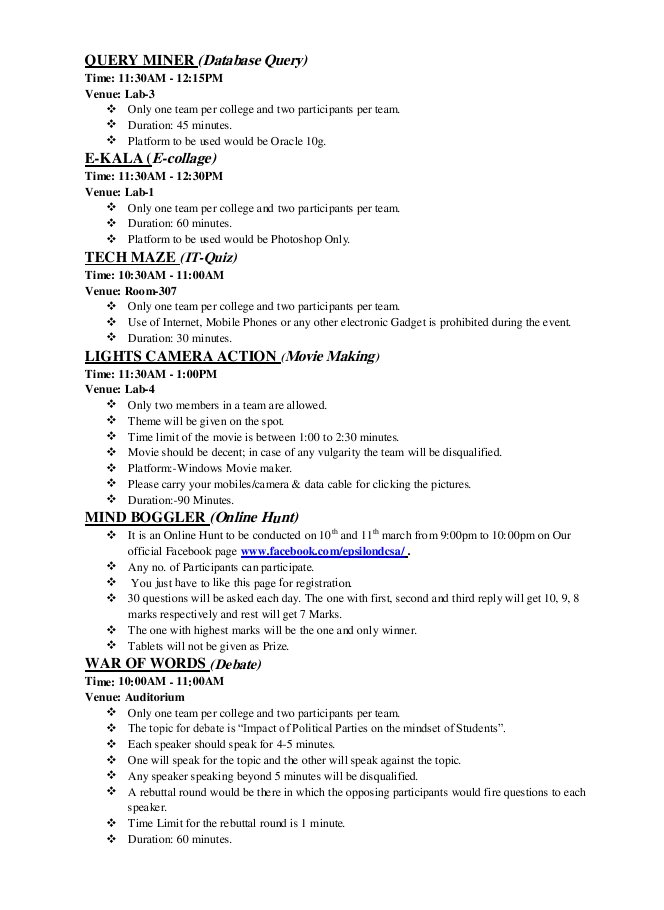 QUERY MINER (Database Query)
Time: 11:30AM - 12:15PM
Venue: Lab-3
❖ Only one team per college and two participants per team.
❖ Duration: 45 minutes.
❖ Platform to be used would be Oracle 10g.
E-KALA (E-collage)
Time: 11:30AM - 12:30PM
Venue: Lab-1
❖ Only one team per college and two participants per team.
❖ Duration: 60 minutes.
❖ Platform to be used would be Photoshop Only.
TECH MAZE (IT-Quiz)
Time: 10:30AM - 11:00AM
Venue: Room-307
❖ Only one team per college and two participants per team.
❖ Use of Internet, Mobile Phones or any other electronic Gadget is prohibited during the event.
❖ Duration: 30 minutes.
LIGHTS CAMERA ACTION (Movie Making)
Time: 11:30AM - 1:00PM
Venue: Lab-4
❖ Only two members in a team are allowed.
❖ Theme will be given on the spot.
❖ Time limit of the movie is between 1:00 to 2:30 minutes.
❖ Movie should be decent; in case of any vulgarity the team will be disqualified.
❖ Platform:-Windows Movie maker.
❖ Please carry your mobiles/camera & data cable for clicking the pictures.
❖ Duration:-90 Minutes.
MIND BOGGLER (Online Hunt)
❖ It is an Online Hunt to be conducted on 10th and 11th march from 9:00pm to 10:00pm on Our
official Facebook page www.facebook.com/epsilondcsa/ .
❖ Any no. of Participants can participate.
❖ You just have to like this page for registration.
❖ 30 questions will be asked each day. The one with first, second and third reply will get 10, 9, 8
marks respectively and rest will get 7 Marks.
❖ The one with highest marks will be the one and only winner.
❖ Tablets will not be given as Prize.
WAR OF WORDS (Debate)
Time: 10:00AM - 11:00AM
Venue: Auditorium
❖ Only one team per college and two participants per team.
❖ The topic for debate is “Impact of Political Parties on the mindset of Students”.
❖ Each speaker should speak for 4-5 minutes.
❖ One will speak for the topic and the other will speak against the topic.
❖ Any speaker speaking beyond 5 minutes will be disqualified.
❖ A rebuttal round would be there in which the opposing participants would fire questions to each
speaker.
❖ Time Limit for the rebuttal round is 1 minute.
❖ Duration: 60 minutes.